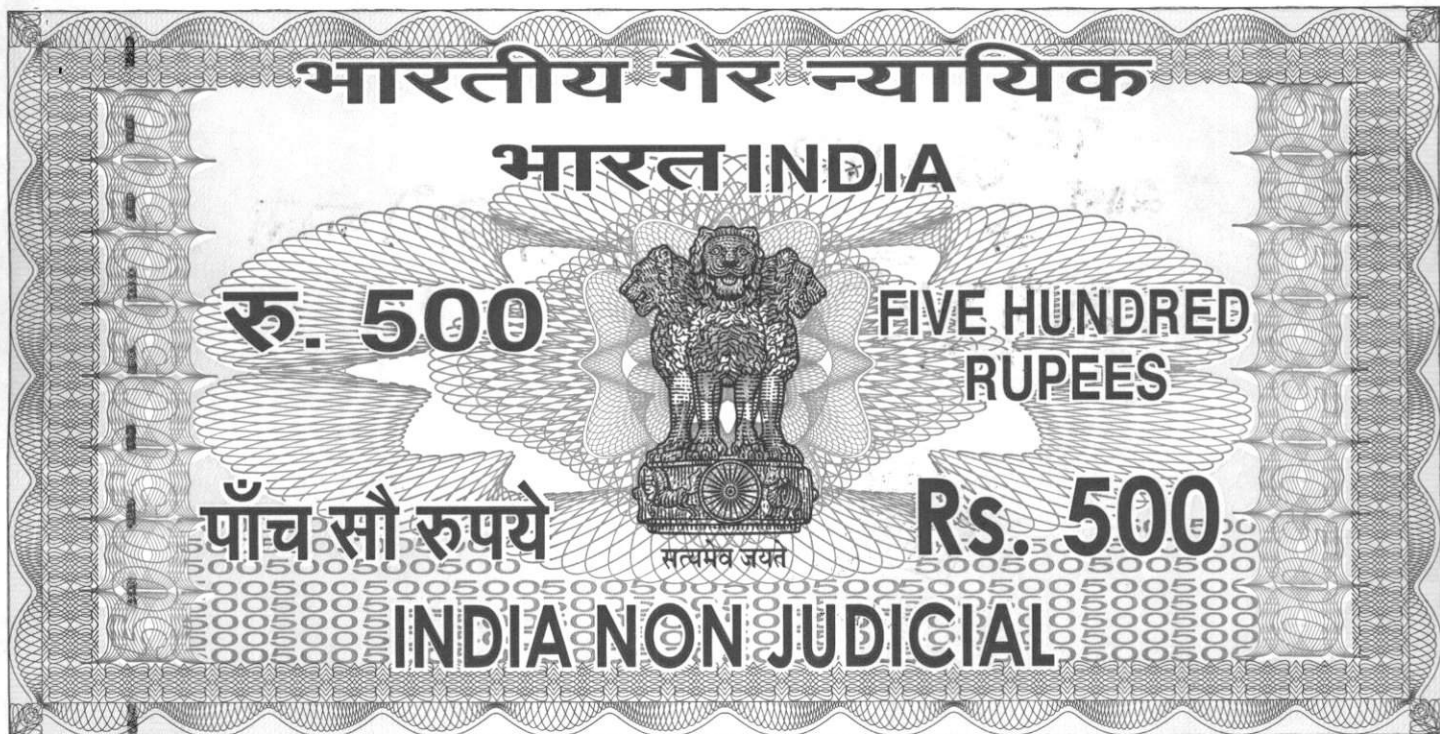 भारतीय गैर न्यायिक
भारत INDIA
रु. 500
FIVE HUNDRED
RUPEES
पाँच सौ रुपये
Rs. 500
सत्यमेव जयते
INDIA NON JUDICIAL